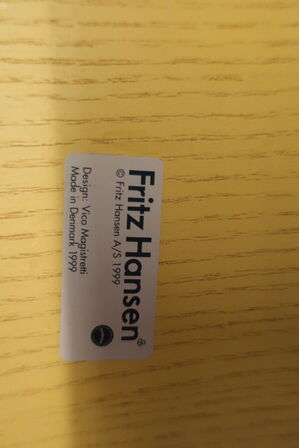 Fritz Hansen®
© Fritz Hansen A/S 1999
Design: Vico Magistretti
Made in Denmark 1999